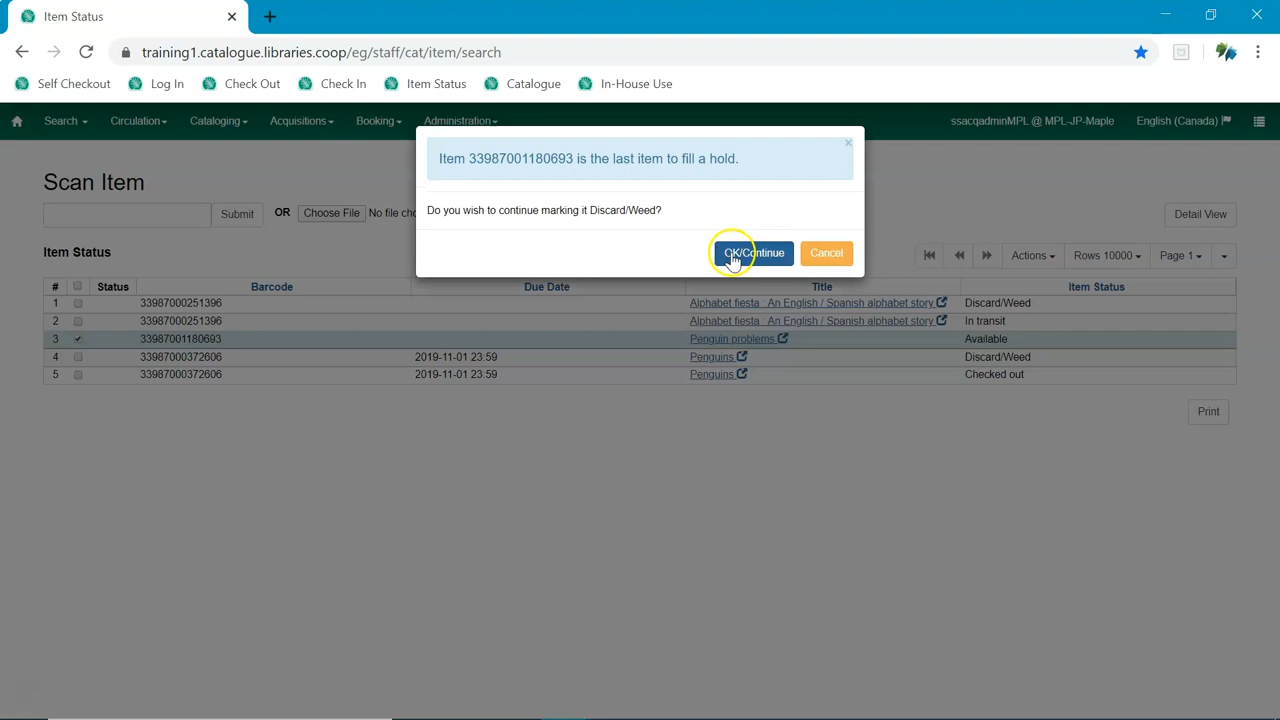 Item Status
training1.catalogue.libraries.coop/eg/staff/cat/item/search
Self Checkout Log In Check Out Check In Item Status Catalogue In-House Use
Search Circulation Cataloging Acquisitions Booking Administration ssacqadminMPL @ MPL-JP-Maple English (Canada)
Item 33987001180693 is the last item to fill a hold. ×
Do you wish to continue marking it Discard/Weed?
OK/Continue Cancel
Scan Item
Submit OR Choose File No file Detail View
Item Status Actions Rows 10000 Page 1
# Status Barcode Due Date Title Item Status
1 33987000251396 Alphabet fiesta : An English / Spanish alphabet story Discard/Weed
2 33987000251396 Alphabet fiesta : An English / Spanish alphabet story In transit
3 33987001180693 Penguin problems Available
4 33987000372606 2019-11-01 23:59 Penguins Discard/Weed
5 33987000372606 2019-11-01 23:59 Penguins Checked out
Print